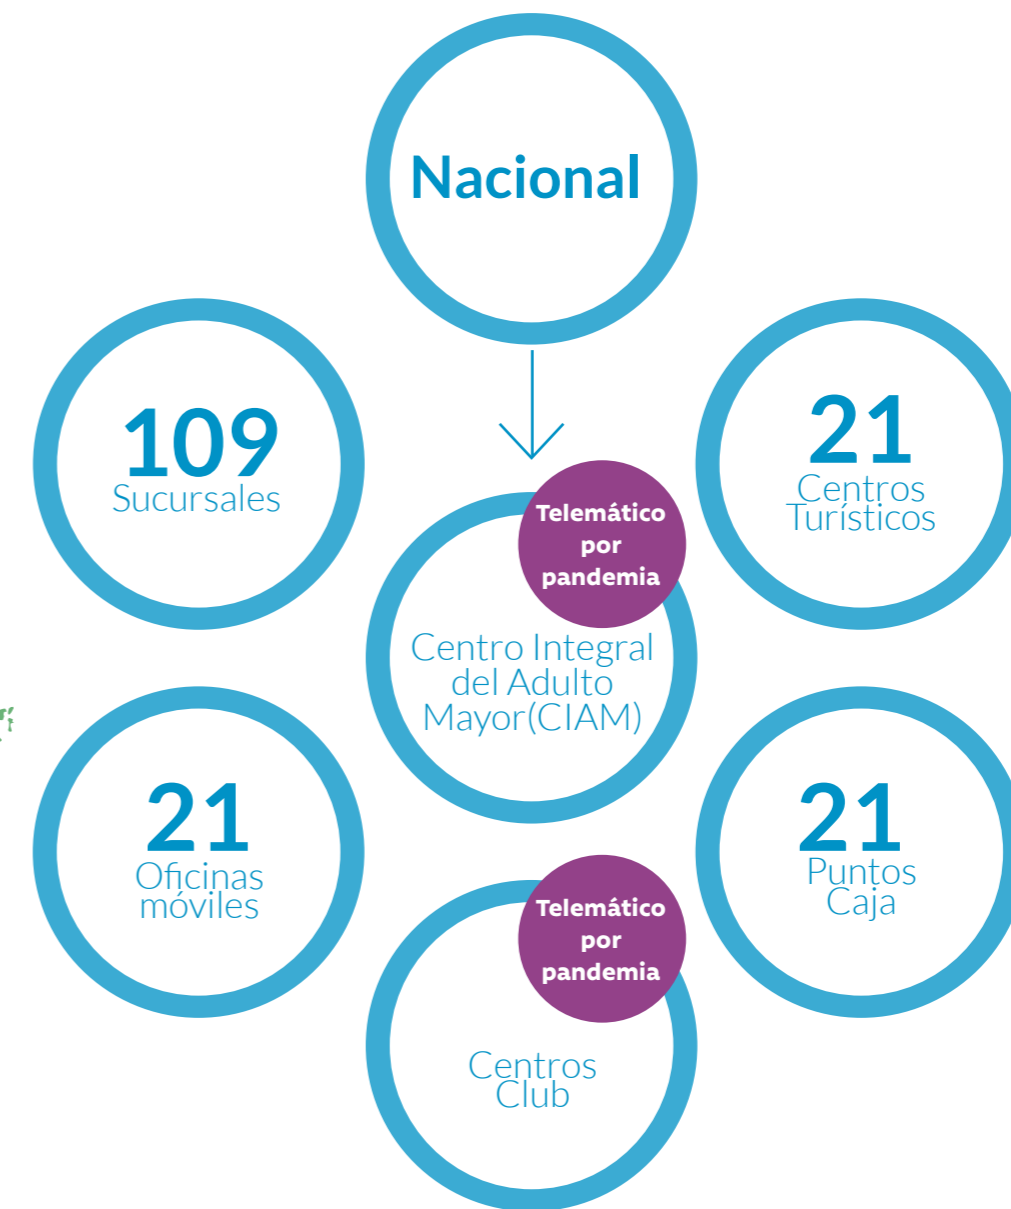 Nacional
109
Sucursales
21
Centros
Turísticos
Telemático
por
pandemia
Centro Integral
del Adulto
Mayor(CIAM)
21
Oficinas
móviles
21
Puntos
Caja
Telemático
por
pandemia
Centros
Club